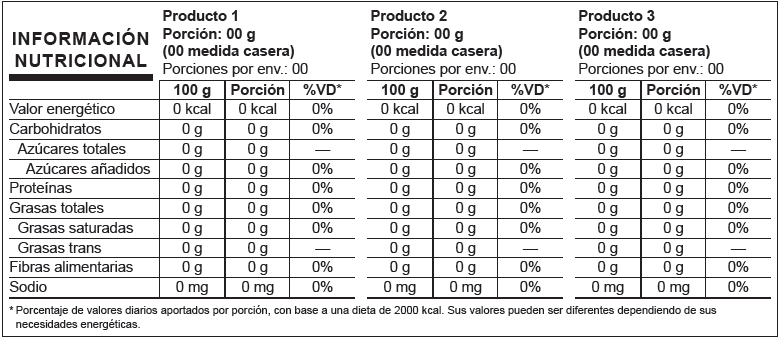 INFORMACIÓN
NUTRICIONAL
Producto 1
Porción: 00 g
(00 medida casera)
Porciones por env.: 00
Producto 2
Porción: 00 g
(00 medida casera)
Porciones por env.: 00
Producto 3
Porción: 00 g
(00 medida casera)
Porciones por env.: 00
100 g Porción %VD* 100 g Porción %VD* 100 g Porción %VD*
Valor energético 0 kcal 0 kcal 0% 0 kcal 0 kcal 0% 0 kcal 0 kcal 0%
Carbohidratos 0 g 0 g 0% 0 g 0 g 0% 0 g 0 g 0%
Azúcares totales 0 g 0 g — 0 g 0 g — 0 g 0 g —
Azúcares añadidos 0 g 0 g 0% 0 g 0 g 0% 0 g 0 g 0%
Proteínas 0 g 0 g 0% 0 g 0 g 0% 0 g 0 g 0%
Grasas totales 0 g 0 g 0% 0 g 0 g 0% 0 g 0 g 0%
Grasas saturadas 0 g 0 g 0% 0 g 0 g 0% 0 g 0 g 0%
Grasas trans 0 g 0 g — 0 g 0 g — 0 g 0 g —
Fibras alimentarias 0 g 0 g 0% 0 g 0 g 0% 0 g 0 g 0%
Sodio 0 mg 0 mg 0% 0 mg 0 mg 0% 0 mg 0 mg 0%
* Porcentaje de valores diarios aportados por porción, con base a una dieta de 2000 kcal. Sus valores pueden ser diferentes dependiendo de sus
necesidades energéticas.